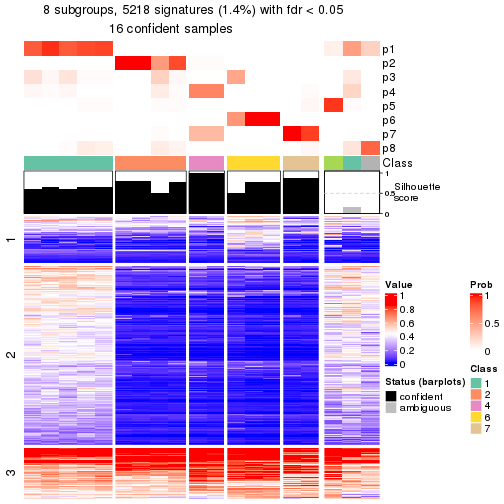 8 subgroups, 5218 signatures (1.4%) with fdr < 0.05
16 confident samples
p1
p2
p3
p4
p5
p6
p7
p8
Class
1
0.5
0
Silhouette
score
1
2
3
Value
1
0.8
0.6
0.4
0.2
0
Prob
1
0.5
0
Status (barplots)
confident
ambiguous
Class
1
2
4
6
7